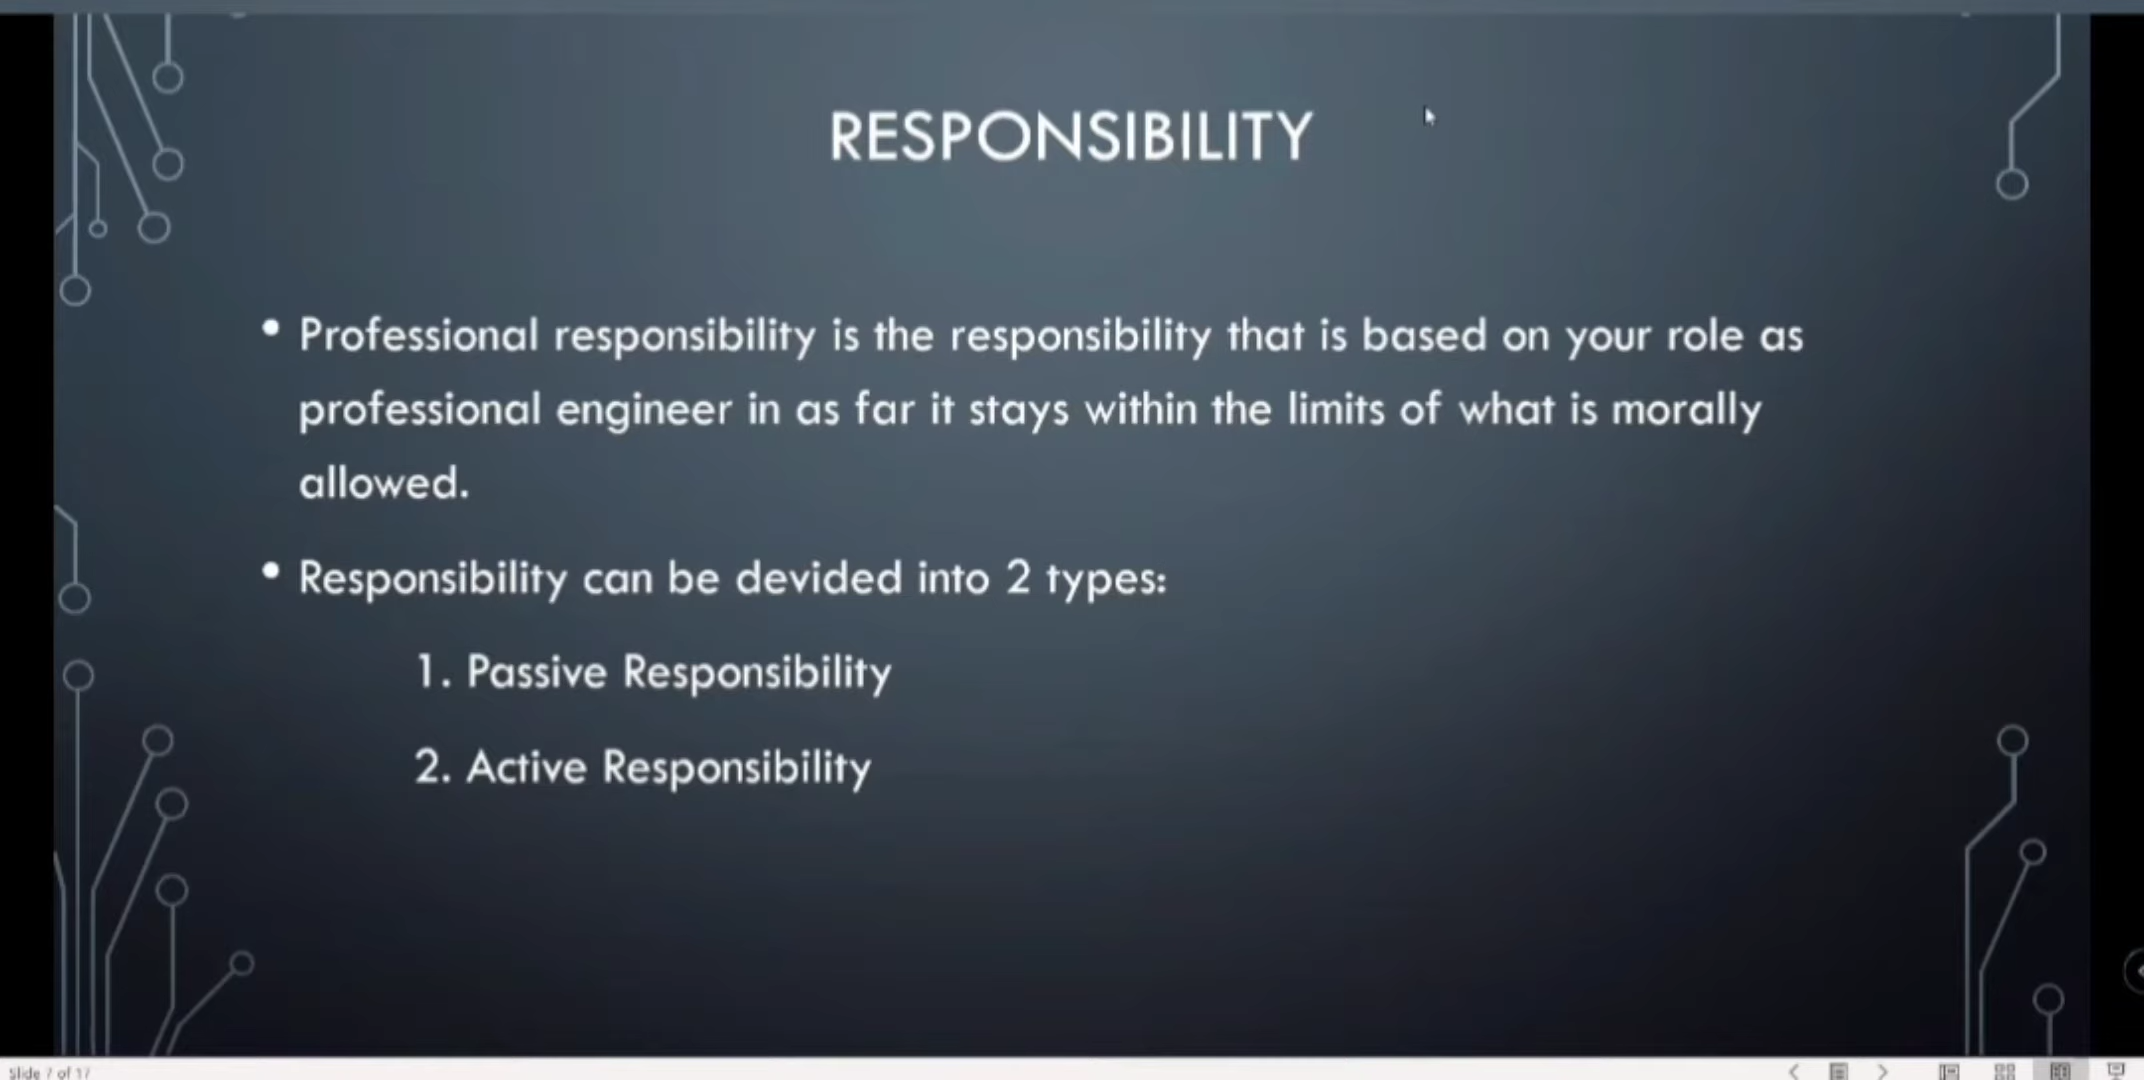 RESPONSIBILITY
• Professional responsibility is the responsibility that is based on your role as
professional engineer in as far it stays within the limits of what is morally
allowed.
• Responsibility can be devided into 2 types:
1. Passive Responsibility
2. Active Responsibility
Slide 7 of 17